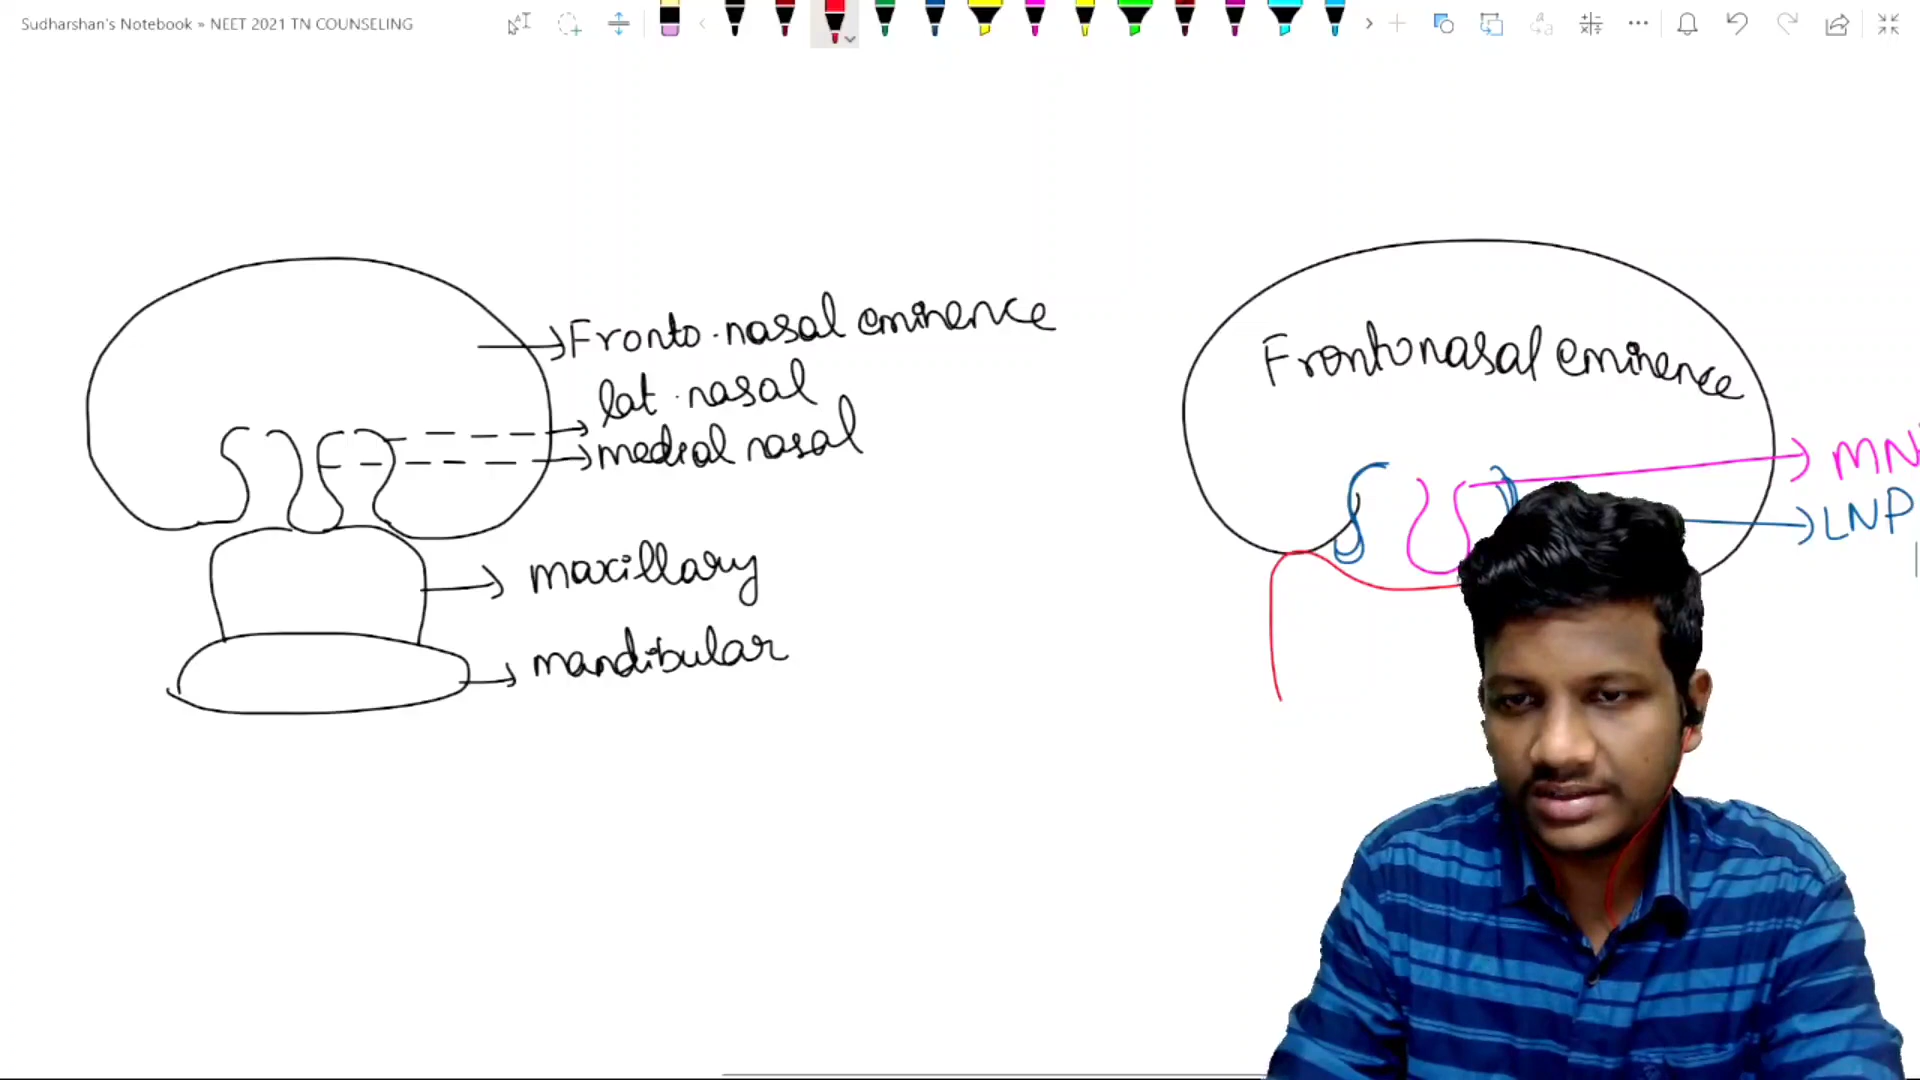 Sudharshan's Notebook » NEET 2021 TN COUNSELING
Fronto-nasal eminence
lat. nasal
medial nasal
maxillary
mandibular
Frontonasal eminence
MN
LNP